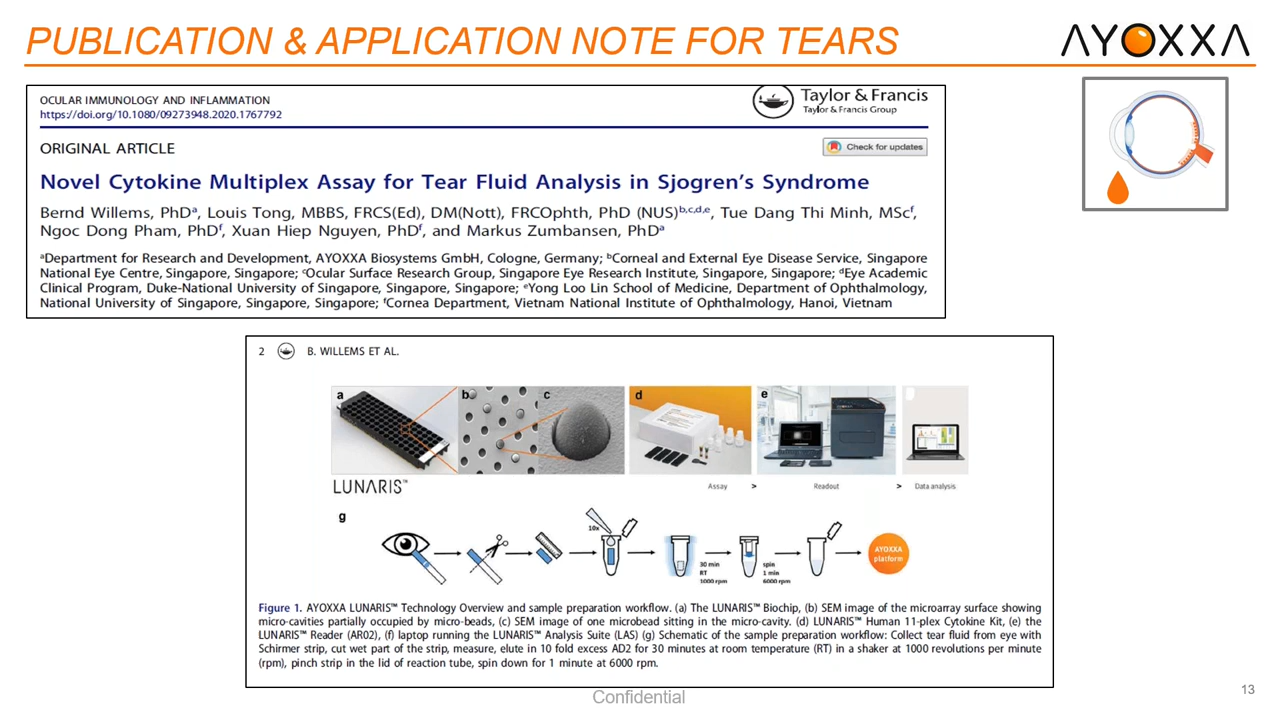 PUBLICATION & APPLICATION NOTE FOR TEARS
AYOXXA
OCULAR IMMUNOLOGY AND INFLAMMATION
https://doi.org/10.1080/09273948.2020.1767792
Taylor & Francis
Taylor & Francis Group
ORIGINAL ARTICLE
Check for updates
Novel Cytokine Multiplex Assay for Tear Fluid Analysis in Sjogren's Syndrome
Bernd Willems, PhDa, Louis Tong, MBBS, FRCS(Ed), DM(Nott), FRCOphth, PhD (NUS)b,c,d,e, Tue Dang Thi Minh, MScf,
Ngoc Dong Pham, PhDf, Xuan Hiep Nguyen, PhDf, and Markus Zumbansen, PhDa
aDepartment for Research and Development, AYOXXA Biosystems GmbH, Cologne, Germany; bCorneal and External Eye Disease Service, Singapore
National Eye Centre, Singapore, Singapore; cOcular Surface Research Group, Singapore Eye Research Institute, Singapore, Singapore; dEye Academic
Clinical Program, Duke-National University of Singapore, Singapore, Singapore; eYong Loo Lin School of Medicine, Department of Ophthalmology,
National University of Singapore, Singapore, Singapore; fCornea Department, Vietnam National Institute of Ophthalmology, Hanoi, Vietnam
2 B. WILLEMS ET AL.
a b c d e
LUNARIS™
Assay > Readout > Data analysis
g
10x
30 min
RT
1000 rpm
spin
1 min
6000 rpm
AYOXXA
platform
Figure 1. AYOXXA LUNARIS™ Technology Overview and sample preparation workflow. (a) The LUNARIS™ Biochip, (b) SEM image of the microarray surface showing
micro-cavities partially occupied by micro-beads, (c) SEM image of one microbead sitting in the micro-cavity. (d) LUNARIS™ Human 11-plex Cytokine Kit, (e) the
LUNARIS™ Reader (AR02), (f) laptop running the LUNARIS™ Analysis Suite (LAS) (g) Schematic of the sample preparation workflow: Collect tear fluid from eye with
Schirmer strip, cut wet part of the strip, measure, elute in 10 fold excess AD2 for 30 minutes at room temperature (RT) in a shaker at 1000 revolutions per minute
(rpm), pinch strip in the lid of reaction tube, spin down for 1 minute at 6000 rpm.
Confidential
13